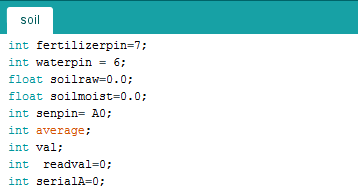 soil
int fertilizerpin=7;
int waterpin = 6;
float soilraw=0.0;
float soilmoist=0.0;
int senpin= A0;
int average;
int val;
int  readval=0;
int serialA=0;